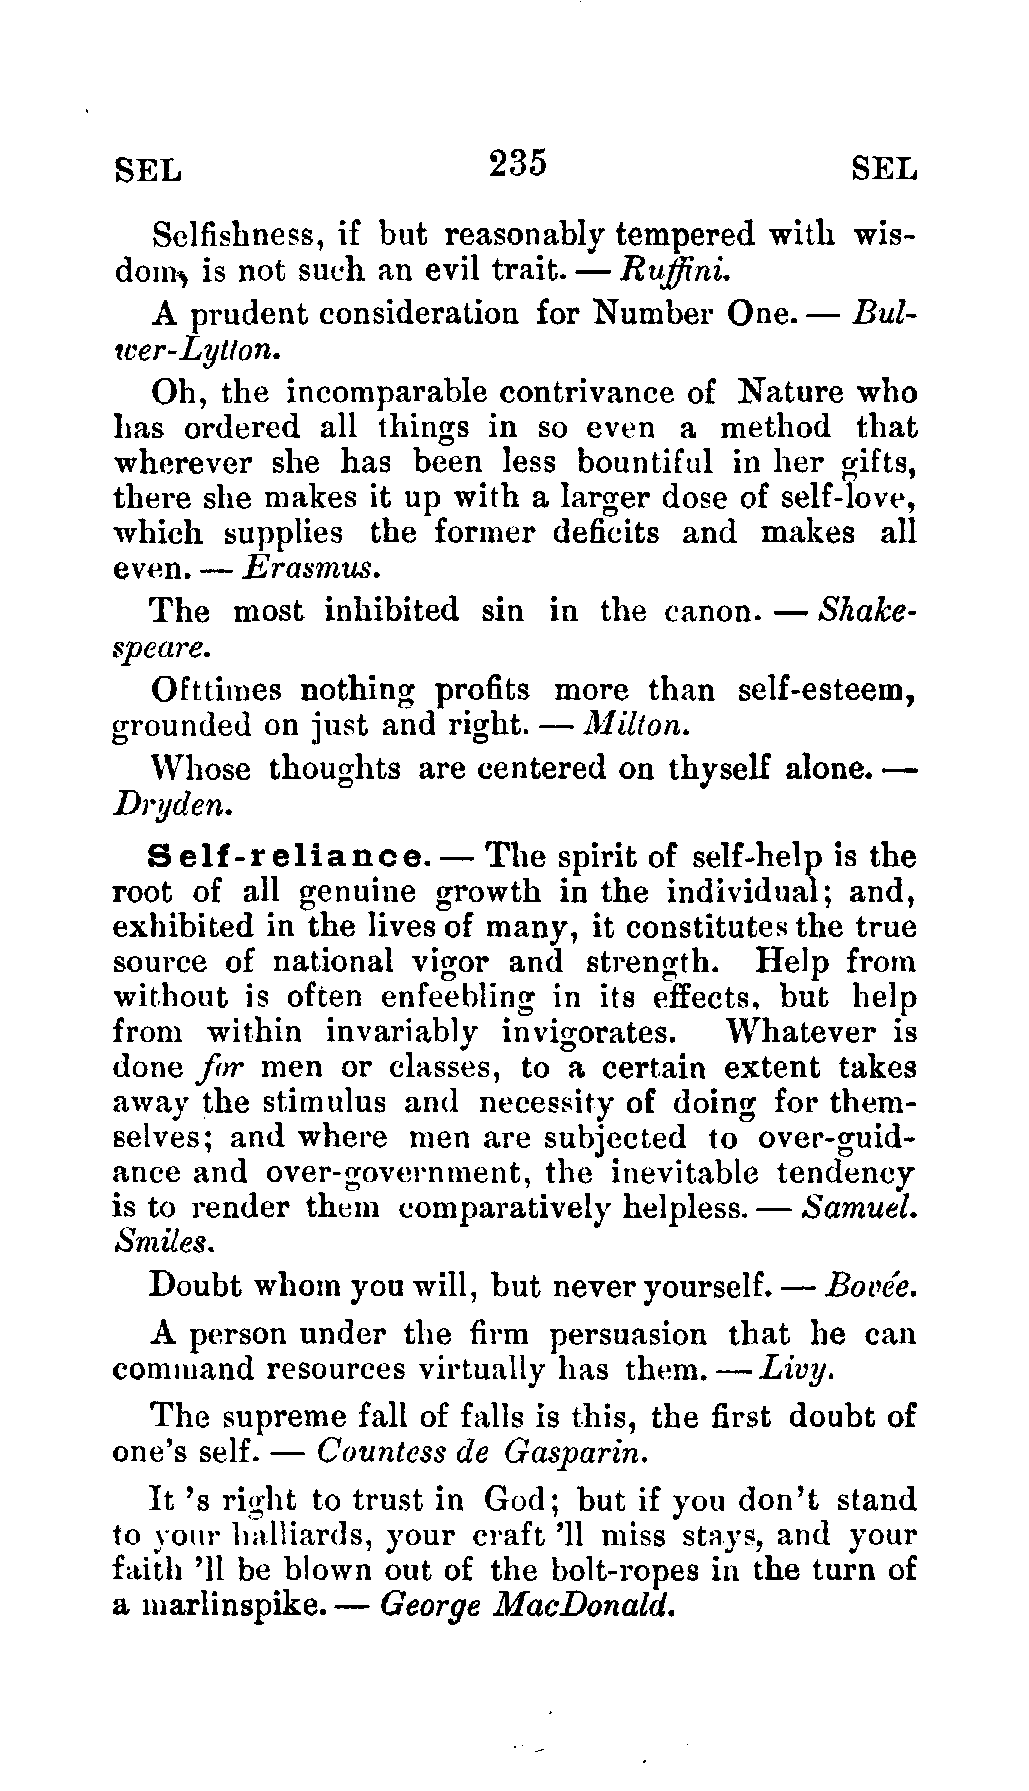 SEL 235 SEL
Selfishness, if but reasonably tempered with wis-
dom, is not such an evil trait. — Ruffini.
A prudent consideration for Number One. — Bul-
wer-Lytton.
Oh, the incomparable contrivance of Nature who
has ordered all things in so even a method that
wherever she has been less bountiful in her gifts,
there she makes it up with a larger dose of self-love,
which supplies the former deficits and makes all
even. — Erasmus.
The most inhibited sin in the canon. — Shake-
speare.
Ofttimes nothing profits more than self-esteem,
grounded on just and right. — Milton.
Whose thoughts are centered on thyself alone. —
Dryden.
Self-reliance. — The spirit of self-help is the
root of all genuine growth in the individual; and,
exhibited in the lives of many, it constitutes the true
source of national vigor and strength. Help from
without is often enfeebling in its effects, but help
from within invariably invigorates. Whatever is
done for men or classes, to a certain extent takes
away the stimulus and necessity of doing for them-
selves; and where men are subjected to over-guid-
ance and over-government, the inevitable tendency
is to render them comparatively helpless. — Samuel.
Smiles.
Doubt whom you will, but never yourself. — Bovée.
A person under the firm persuasion that he can
command resources virtually has them. — Livy.
The supreme fall of falls is this, the first doubt of
one's self. — Countess de Gasparin.
It 's right to trust in God; but if you don't stand
to your halliards, your craft 'll miss stays, and your
faith 'll be blown out of the bolt-ropes in the turn of
a marlinspike. — George MacDonald.